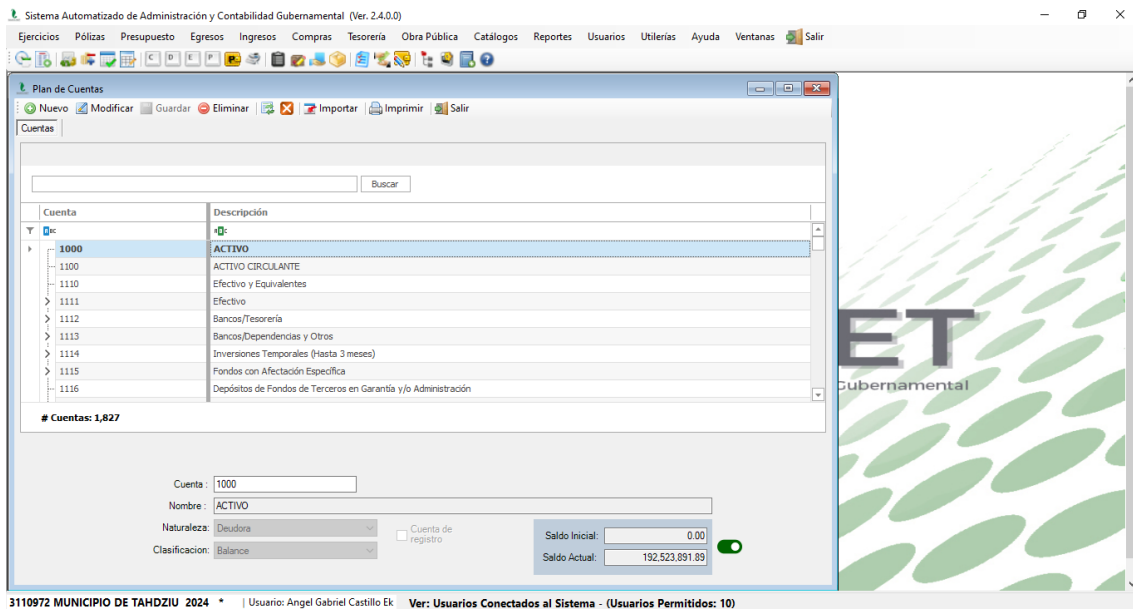 Sistema Automatizado de Administración y Contabilidad Gubernamental (Ver. 2.4.0.0)
Ejercicios Pólizas Presupuesto Egresos Ingresos Compras Tesorería Obra Pública Catálogos Reportes Usuarios Utilerías Ayuda Ventanas Salir
Plan de Cuentas
Nuevo Modificar Guardar Eliminar Importar Imprimir Salir
Cuentas
Buscar
Cuenta Descripción
1000 ACTIVO
1100 ACTIVO CIRCULANTE
1110 Efectivo y Equivalentes
1111 Efectivo
1112 Bancos/Tesorería
1113 Bancos/Dependencias y Otros
1114 Inversiones Temporales (Hasta 3 meses)
1115 Fondos con Afectación Específica
1116 Depósitos de Fondos de Terceros en Garantía y/o Administración
# Cuentas: 1,827
ET
Gubernamental
Cuenta : 1000
Nombre : ACTIVO
Naturaleza: Deudora
Cuenta de registro
Clasificacion: Balance
Saldo Inicial: 0.00
Saldo Actual: 192,523,891.89
3110972 MUNICIPIO DE TAHDZIU 2024 * | Usuario: Angel Gabriel Castillo Ek Ver: Usuarios Conectados al Sistema - (Usuarios Permitidos: 10)